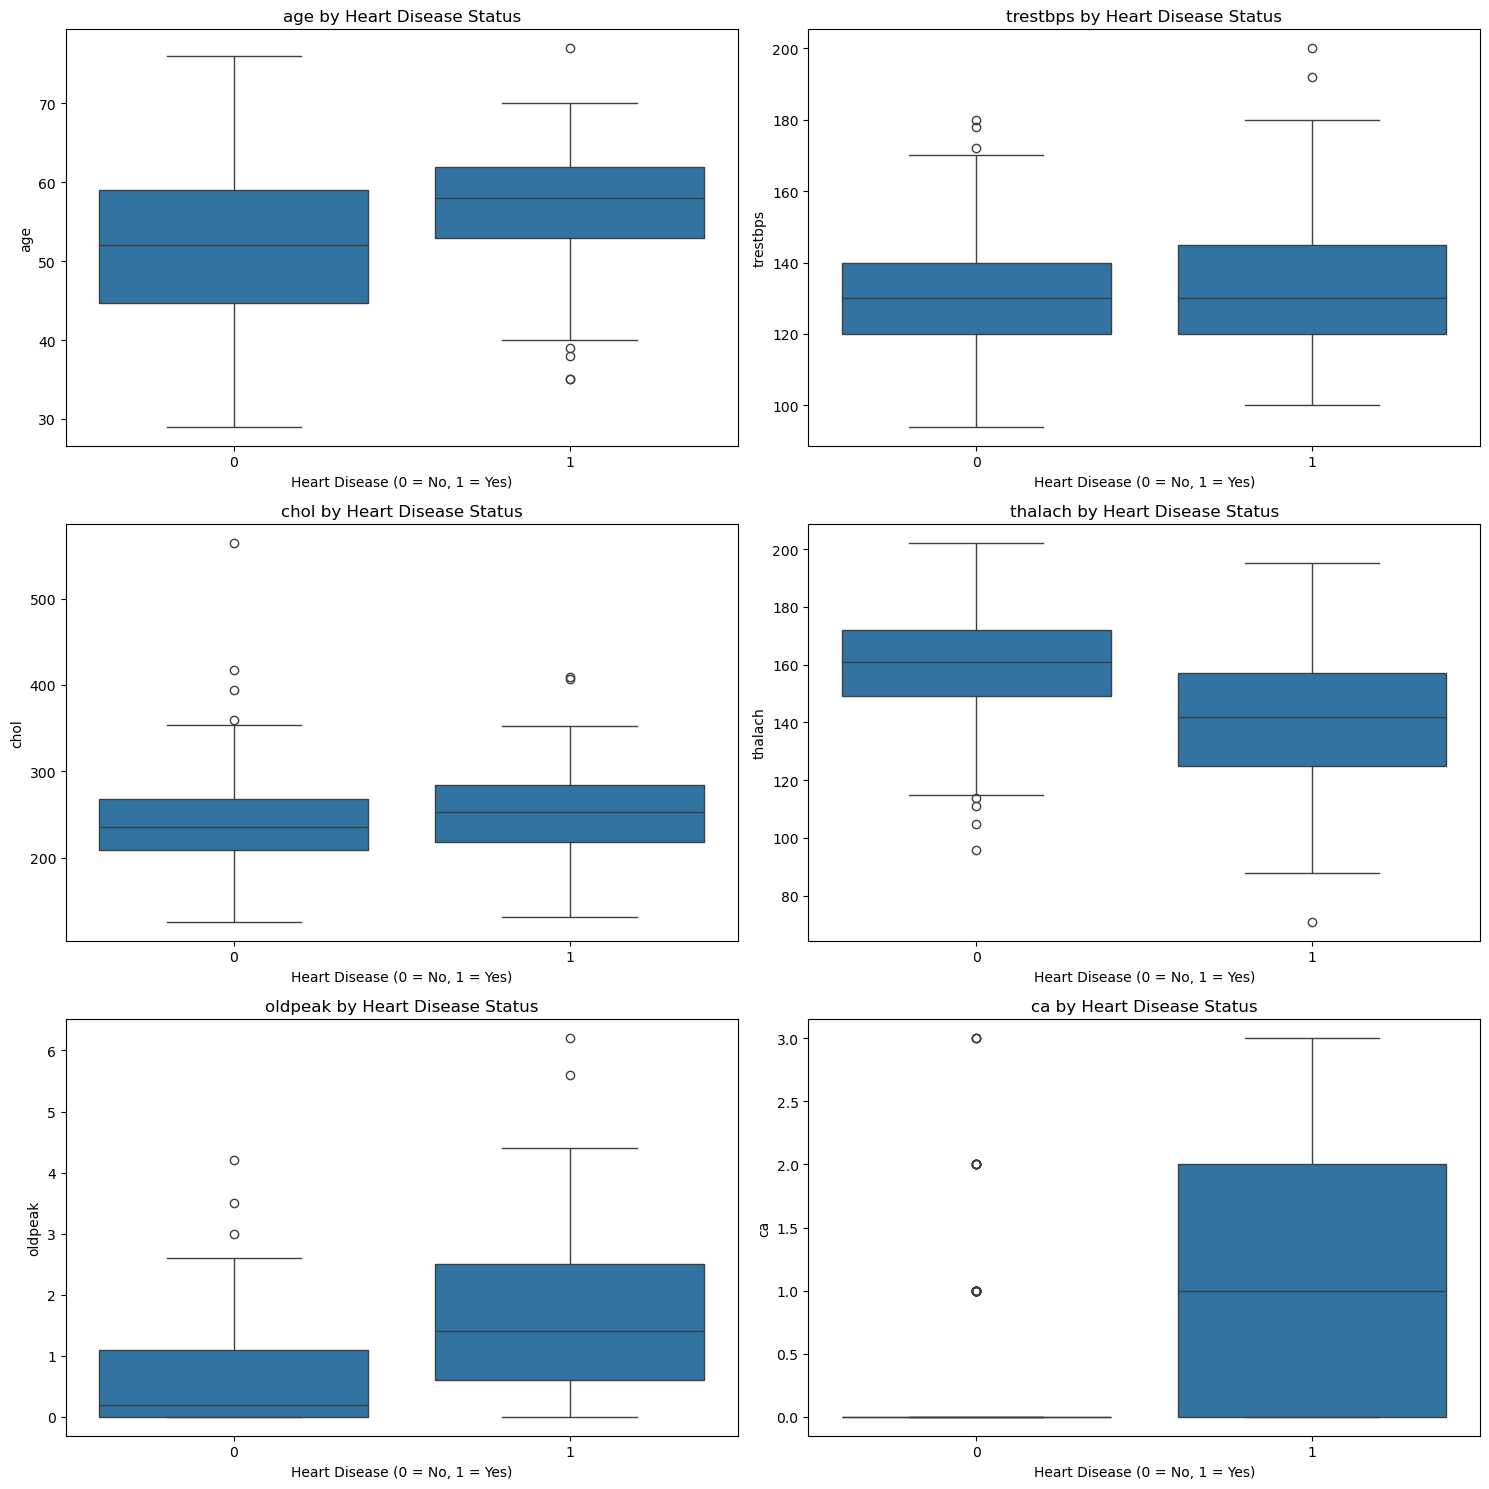 age by Heart Disease Status
age
70
60
50
40
30
0
1
Heart Disease (0 = No, 1 = Yes)
trestbps by Heart Disease Status
trestbps
200
180
160
140
120
100
0
1
Heart Disease (0 = No, 1 = Yes)
chol by Heart Disease Status
chol
500
400
300
200
0
1
Heart Disease (0 = No, 1 = Yes)
thalach by Heart Disease Status
thalach
200
180
160
140
120
100
80
0
1
Heart Disease (0 = No, 1 = Yes)
oldpeak by Heart Disease Status
oldpeak
6
5
4
3
2
1
0
0
1
Heart Disease (0 = No, 1 = Yes)
ca by Heart Disease Status
ca
3.0
2.5
2.0
1.5
1.0
0.5
0.0
0
1
Heart Disease (0 = No, 1 = Yes)